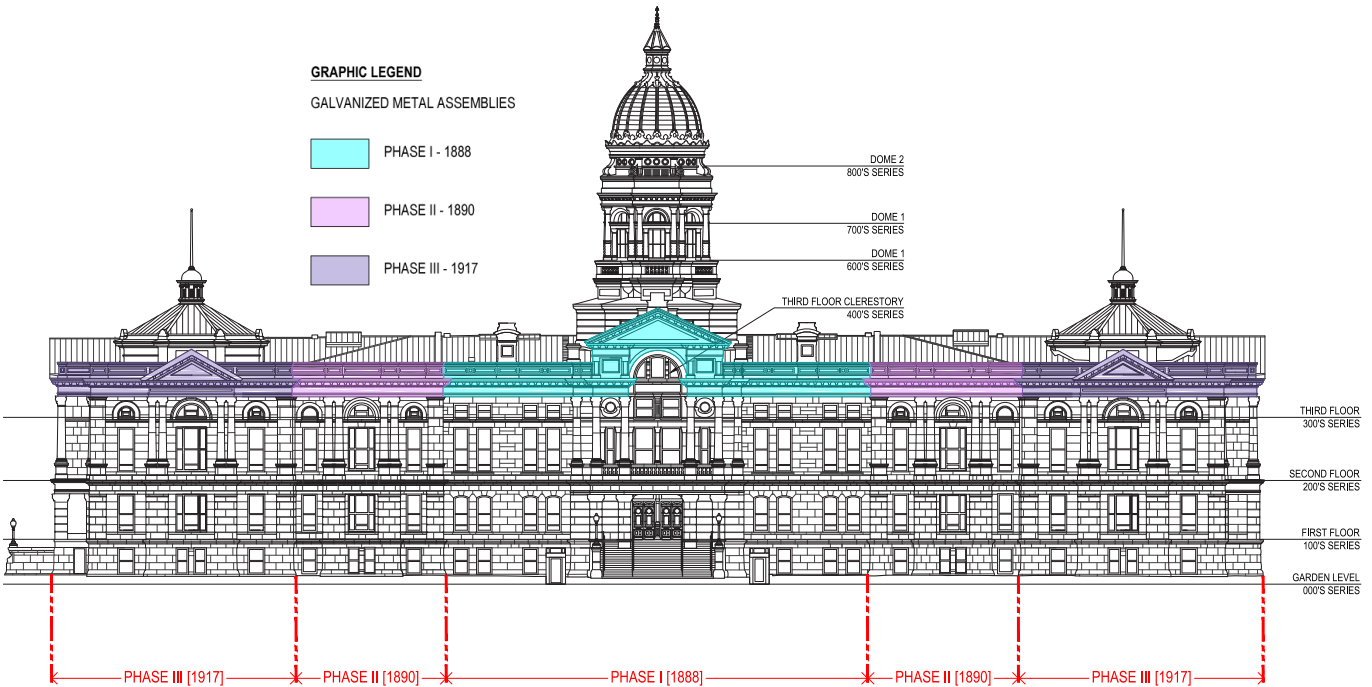 GRAPHIC LEGEND
GALVANIZED METAL ASSEMBLIES
PHASE I - 1888
PHASE II - 1890
PHASE III - 1917
DOME 2
800'S SERIES
DOME 1
700'S SERIES
DOME 1
600'S SERIES
THIRD FLOOR CLERESTORY
400'S SERIES
THIRD FLOOR
300'S SERIES
SECOND FLOOR
200'S SERIES
FIRST FLOOR
100'S SERIES
GARDEN LEVEL
000'S SERIES
PHASE III [1917]
PHASE II [1890]
PHASE I [1888]
PHASE II [1890]
PHASE III [1917]